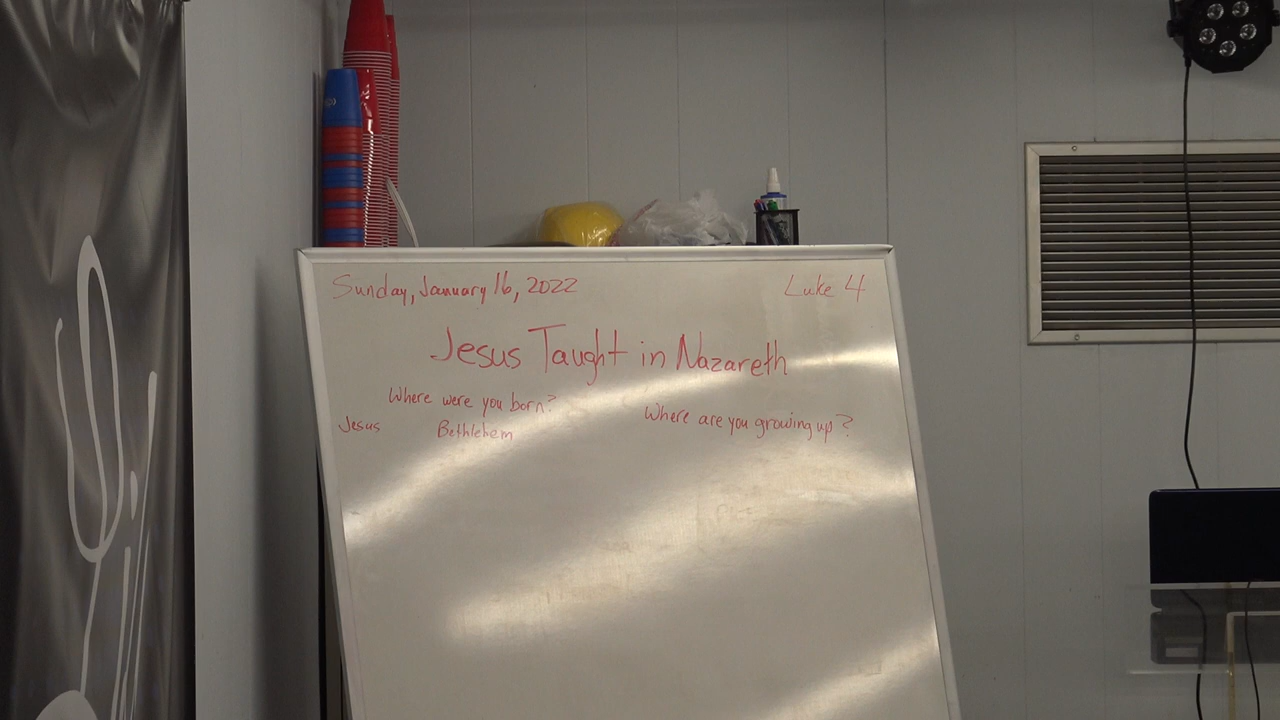 Sunday, January 16, 2022
Luke 4
Jesus Taught in Nazareth
Where were you born?
Where are you growing up?
Jesus Bethlehem